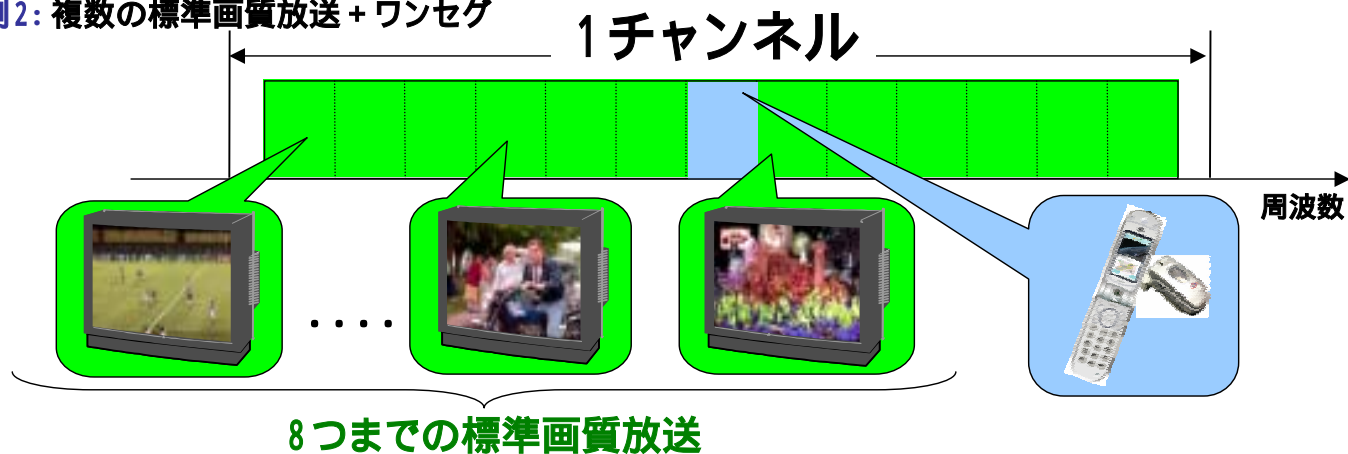 例2: 複数の標準画質放送 + ワンセグ
1チャンネル
周波数
....
8つまでの標準画質放送